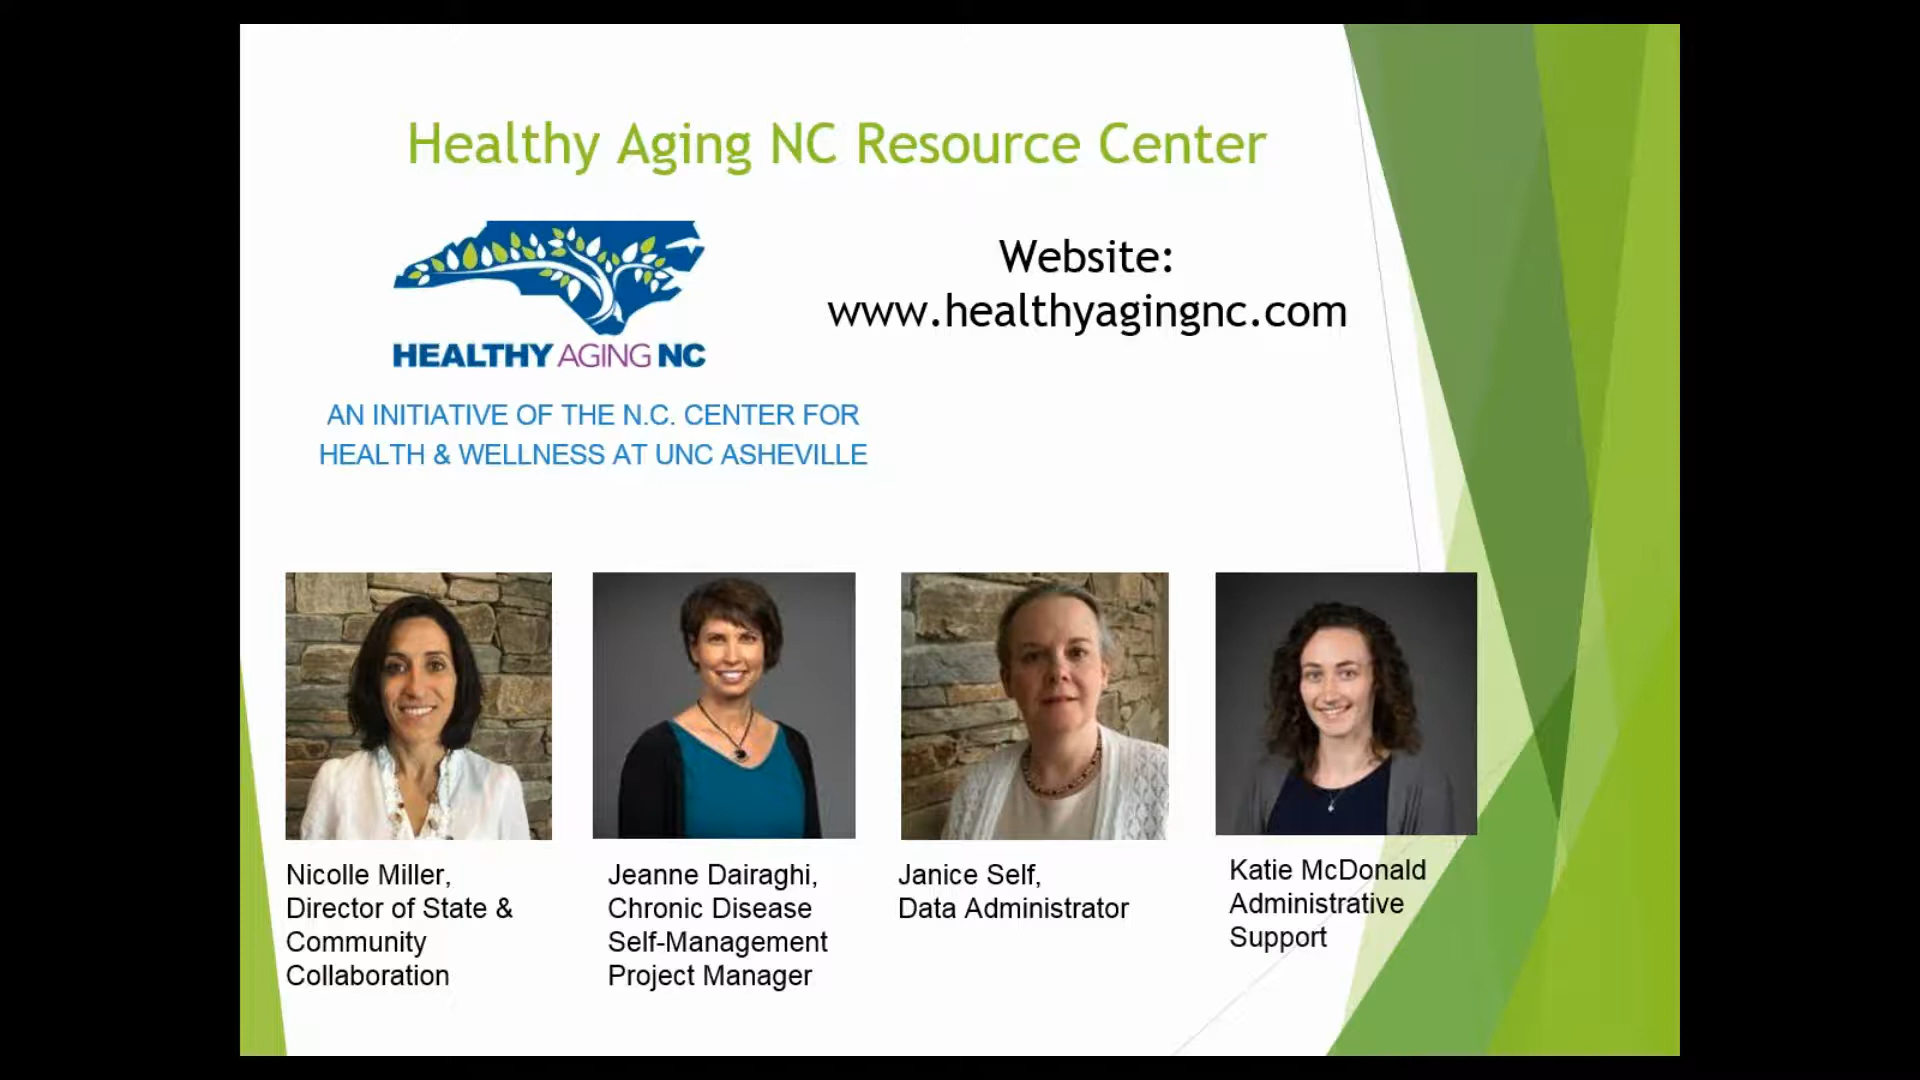 Healthy Aging NC Resource Center
HEALTHY AGING NC
Website:
www.healthyagingnc.com
AN INITIATIVE OF THE N.C. CENTER FOR
HEALTH & WELLNESS AT UNC ASHEVILLE
Nicolle Miller,
Director of State &
Community
Collaboration
Jeanne Dairaghi,
Chronic Disease
Self-Management
Project Manager
Janice Self,
Data Administrator
Katie McDonald
Administrative
Support